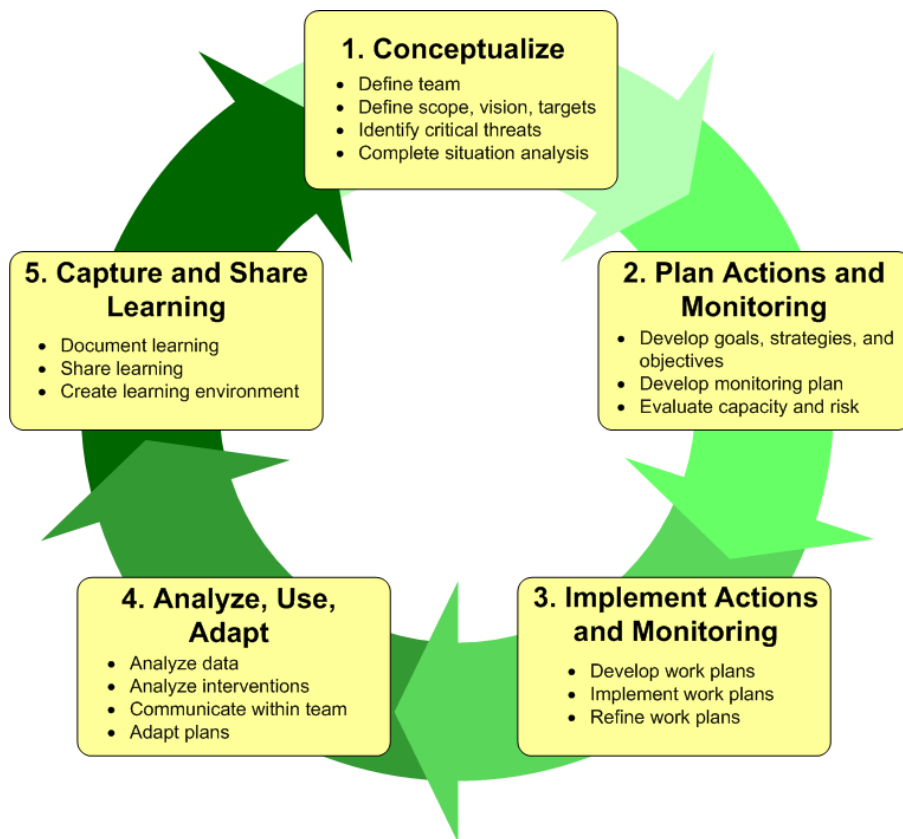 1. Conceptualize
• Define team
• Define scope, vision, targets
• Identify critical threats
• Complete situation analysis
2. Plan Actions and
Monitoring
• Develop goals, strategies, and
objectives
• Develop monitoring plan
• Evaluate capacity and risk
3. Implement Actions
and Monitoring
• Develop work plans
• Implement work plans
• Refine work plans
4. Analyze, Use,
Adapt
• Analyze data
• Analyze interventions
• Communicate within team
• Adapt plans
5. Capture and Share
Learning
• Document learning
• Share learning
• Create learning environment